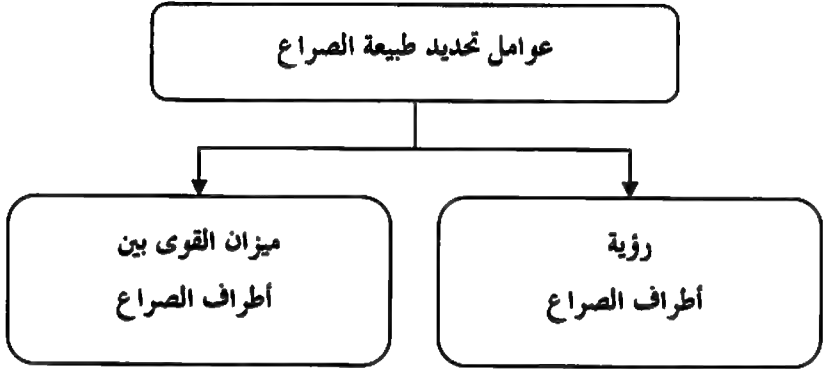 عوامل تحديد طبيعة الصراع
رؤية
أطراف الصراع
ميزان القوى بين
أطراف الصراع